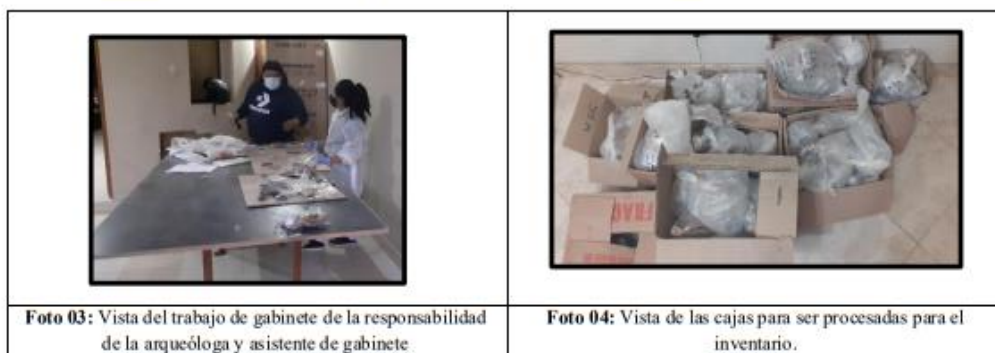 FRAG
Foto 03: Vista del trabajo de gabinete de la responsabilidad
de la arqueóloga y asistente de gabinete
Foto 04: Vista de las cajas para ser procesadas para el
inventario.